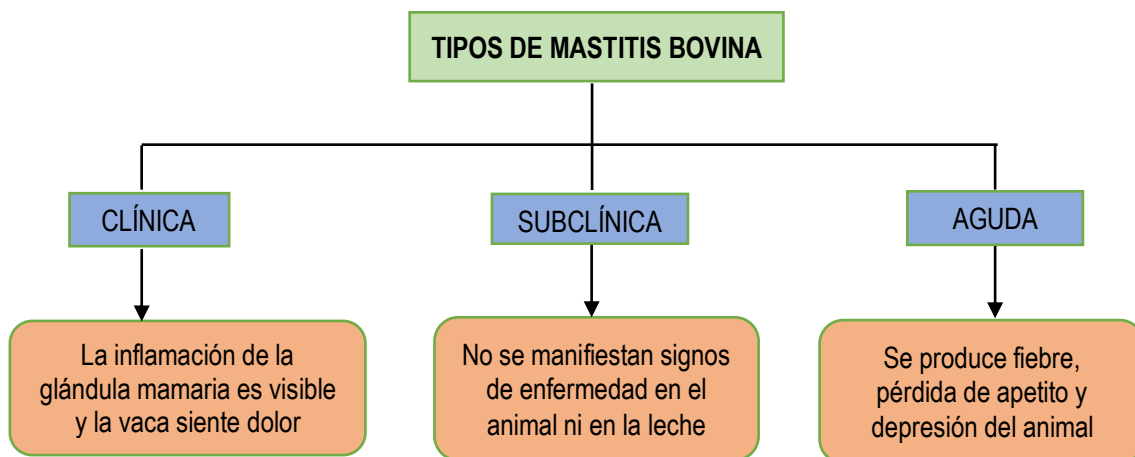 TIPOS DE MASTITIS BOVINA
CLÍNICA
SUBCLÍNICA
AGUDA
La inflamación de la
glándula mamaria es visible
y la vaca siente dolor
No se manifiestan signos
de enfermedad en el
animal ni en la leche
Se produce fiebre,
pérdida de apetito y
depresión del animal